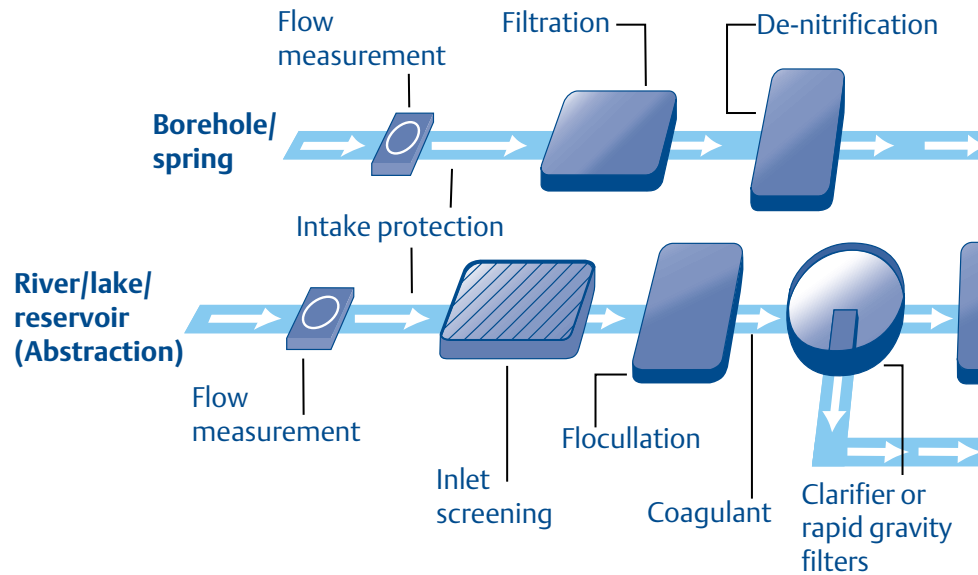 Flow
measurement
Filtration
De-nitrification
Borehole/
spring
Intake protection
River/lake/
reservoir
(Abstraction)
Flow
measurement
Inlet
screening
Flocullation
Coagulant
Clarifier or
rapid gravity
filters